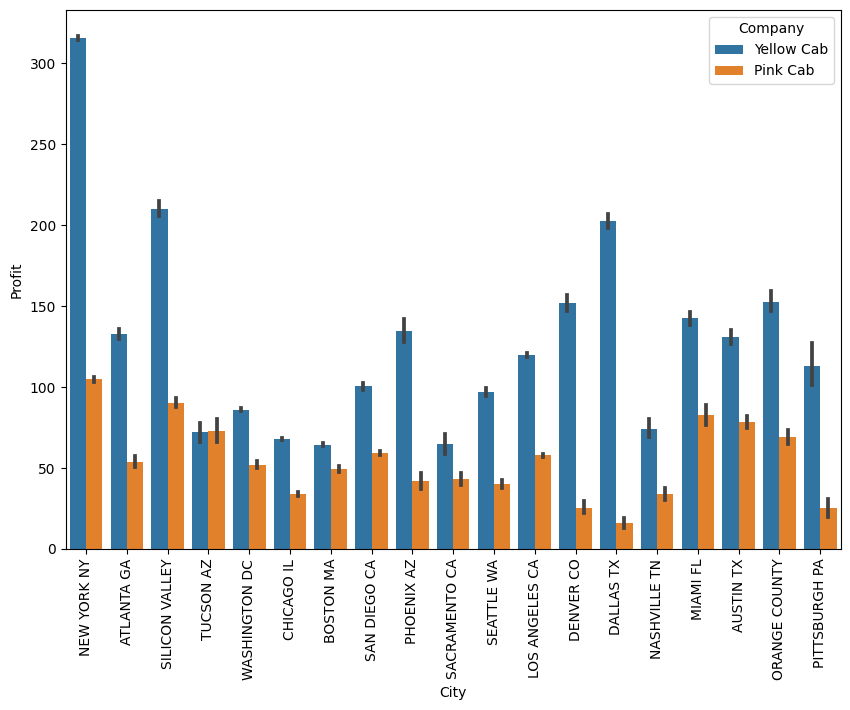 Company
Yellow Cab
Pink Cab
Profit
300
250
200
150
100
50
0
NEW YORK NY
ATLANTA GA
SILICON VALLEY
TUCSON AZ
WASHINGTON DC
CHICAGO IL
BOSTON MA
SAN DIEGO CA
PHOENIX AZ
SACRAMENTO CA
SEATTLE WA
LOS ANGELES CA
DENVER CO
DALLAS TX
NASHVILLE TN
MIAMI FL
AUSTIN TX
ORANGE COUNTY
PITTSBURGH PA
City